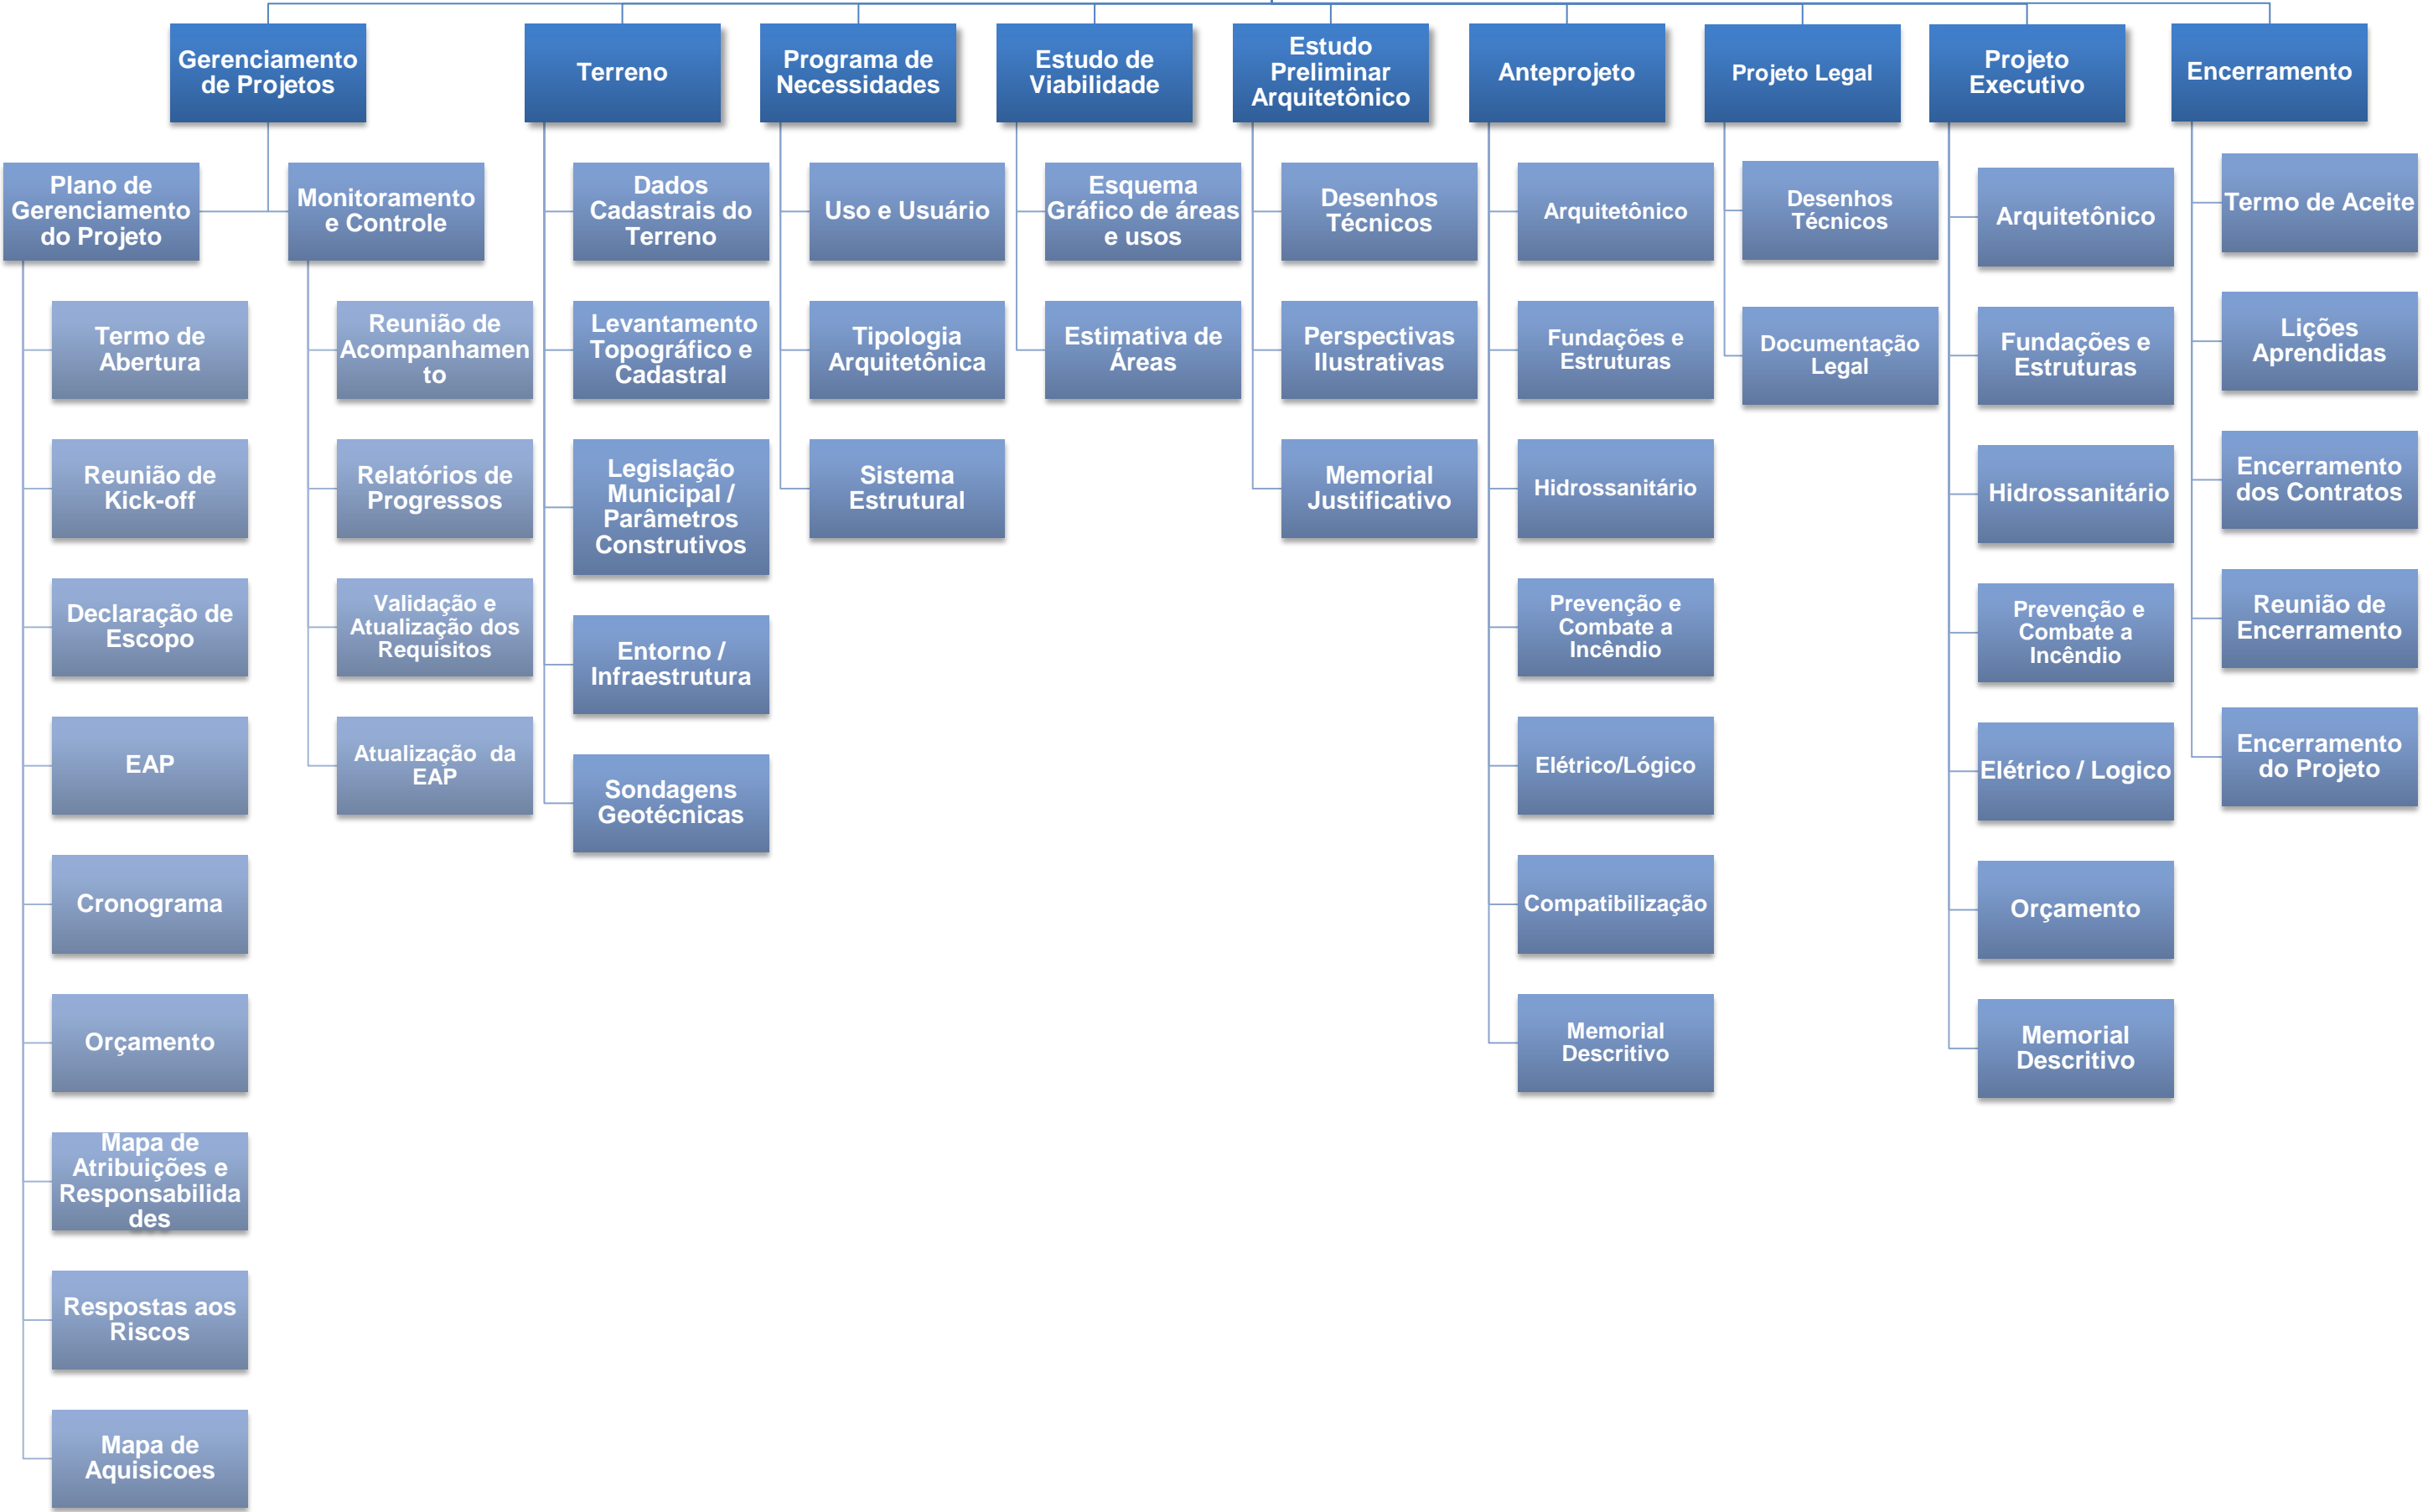 Gerenciamento
de Projetos
Terreno
Programa de
Necessidades
Estudo de
Viabilidade
Estudo
Preliminar
Arquitetônico
Anteprojeto
Projeto Legal
Projeto
Executivo
Encerramento
Plano de
Gerenciamento
do Projeto
Termo de
Abertura
Reunião de
Kick-off
Declaração de
Escopo
EAP
Cronograma
Orçamento
Mapa de
Atribuições e
Responsabilida
des
Respostas aos
Riscos
Mapa de
Aquisicoes
Monitoramento
e Controle
Reunião de
Acompanhamen
to
Relatórios de
Progressos
Validação e
Atualização dos
Requisitos
Atualização da
EAP
Dados
Cadastrais do
Terreno
Levantamento
Topográfico e
Cadastral
Legislação
Municipal /
Parâmetros
Construtivos
Entorno /
Infraestrutura
Sondagens
Geotécnicas
Uso e Usuário
Tipologia
Arquitetônica
Sistema
Estrutural
Esquema
Gráfico de áreas
e usos
Estimativa de
Áreas
Desenhos
Técnicos
Perspectivas
Ilustrativas
Memorial
Justificativo
Arquitetônico
Fundações e
Estruturas
Hidrossanitário
Prevenção e
Combate a
Incêndio
Elétrico/Lógico
Compatibilização
Memorial
Descritivo
Desenhos
Técnicos
Documentação
Legal
Arquitetônico
Fundações e
Estruturas
Hidrossanitário
Prevenção e
Combate a
Incêndio
Elétrico / Logico
Orçamento
Memorial
Descritivo
Termo de Aceite
Lições
Aprendidas
Encerramento
dos Contratos
Reunião de
Encerramento
Encerramento
do Projeto